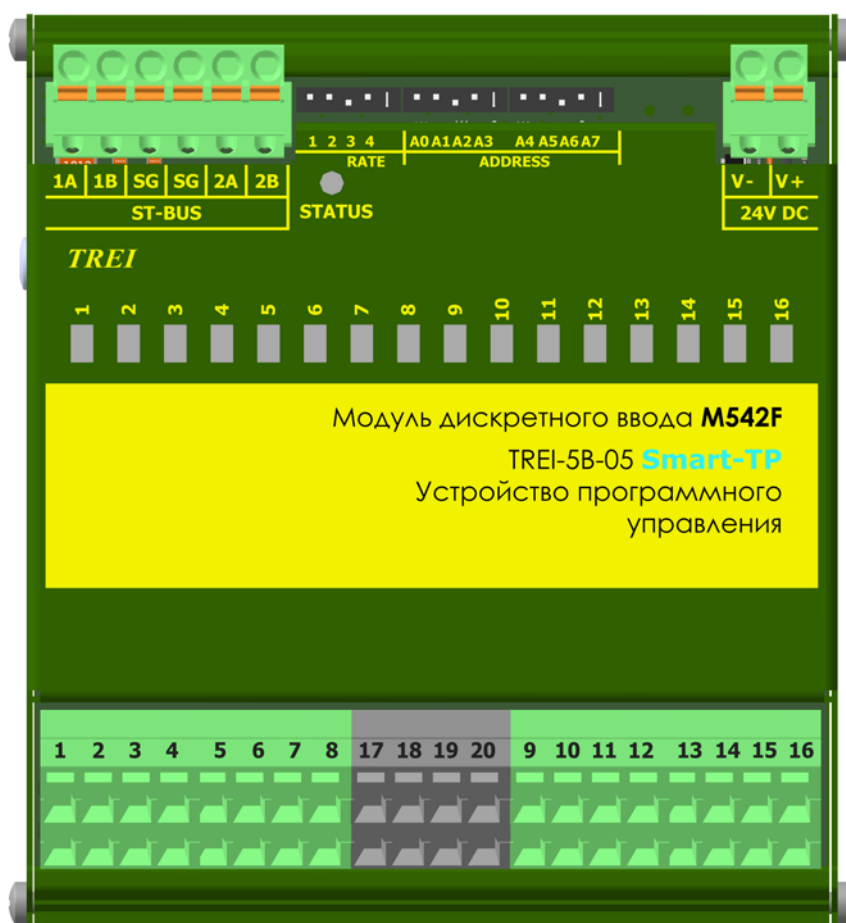 1 2 3 4 A0 A1 A2 A3 A4 A5 A6 A7
RATE ADDRESS
1A 1B SG SG 2A 2B V- V+
ST-BUS STATUS 24V DC
TREI
1 2 3 4 5 6 7 8 9 10 11 12 13 14 15 16
Модуль дискретного ввода M542F
TREI-5B-05 Smart-TP
Устройство программного
управления
1 2 3 4 5 6 7 8 17 18 19 20 9 10 11 12 13 14 15 16